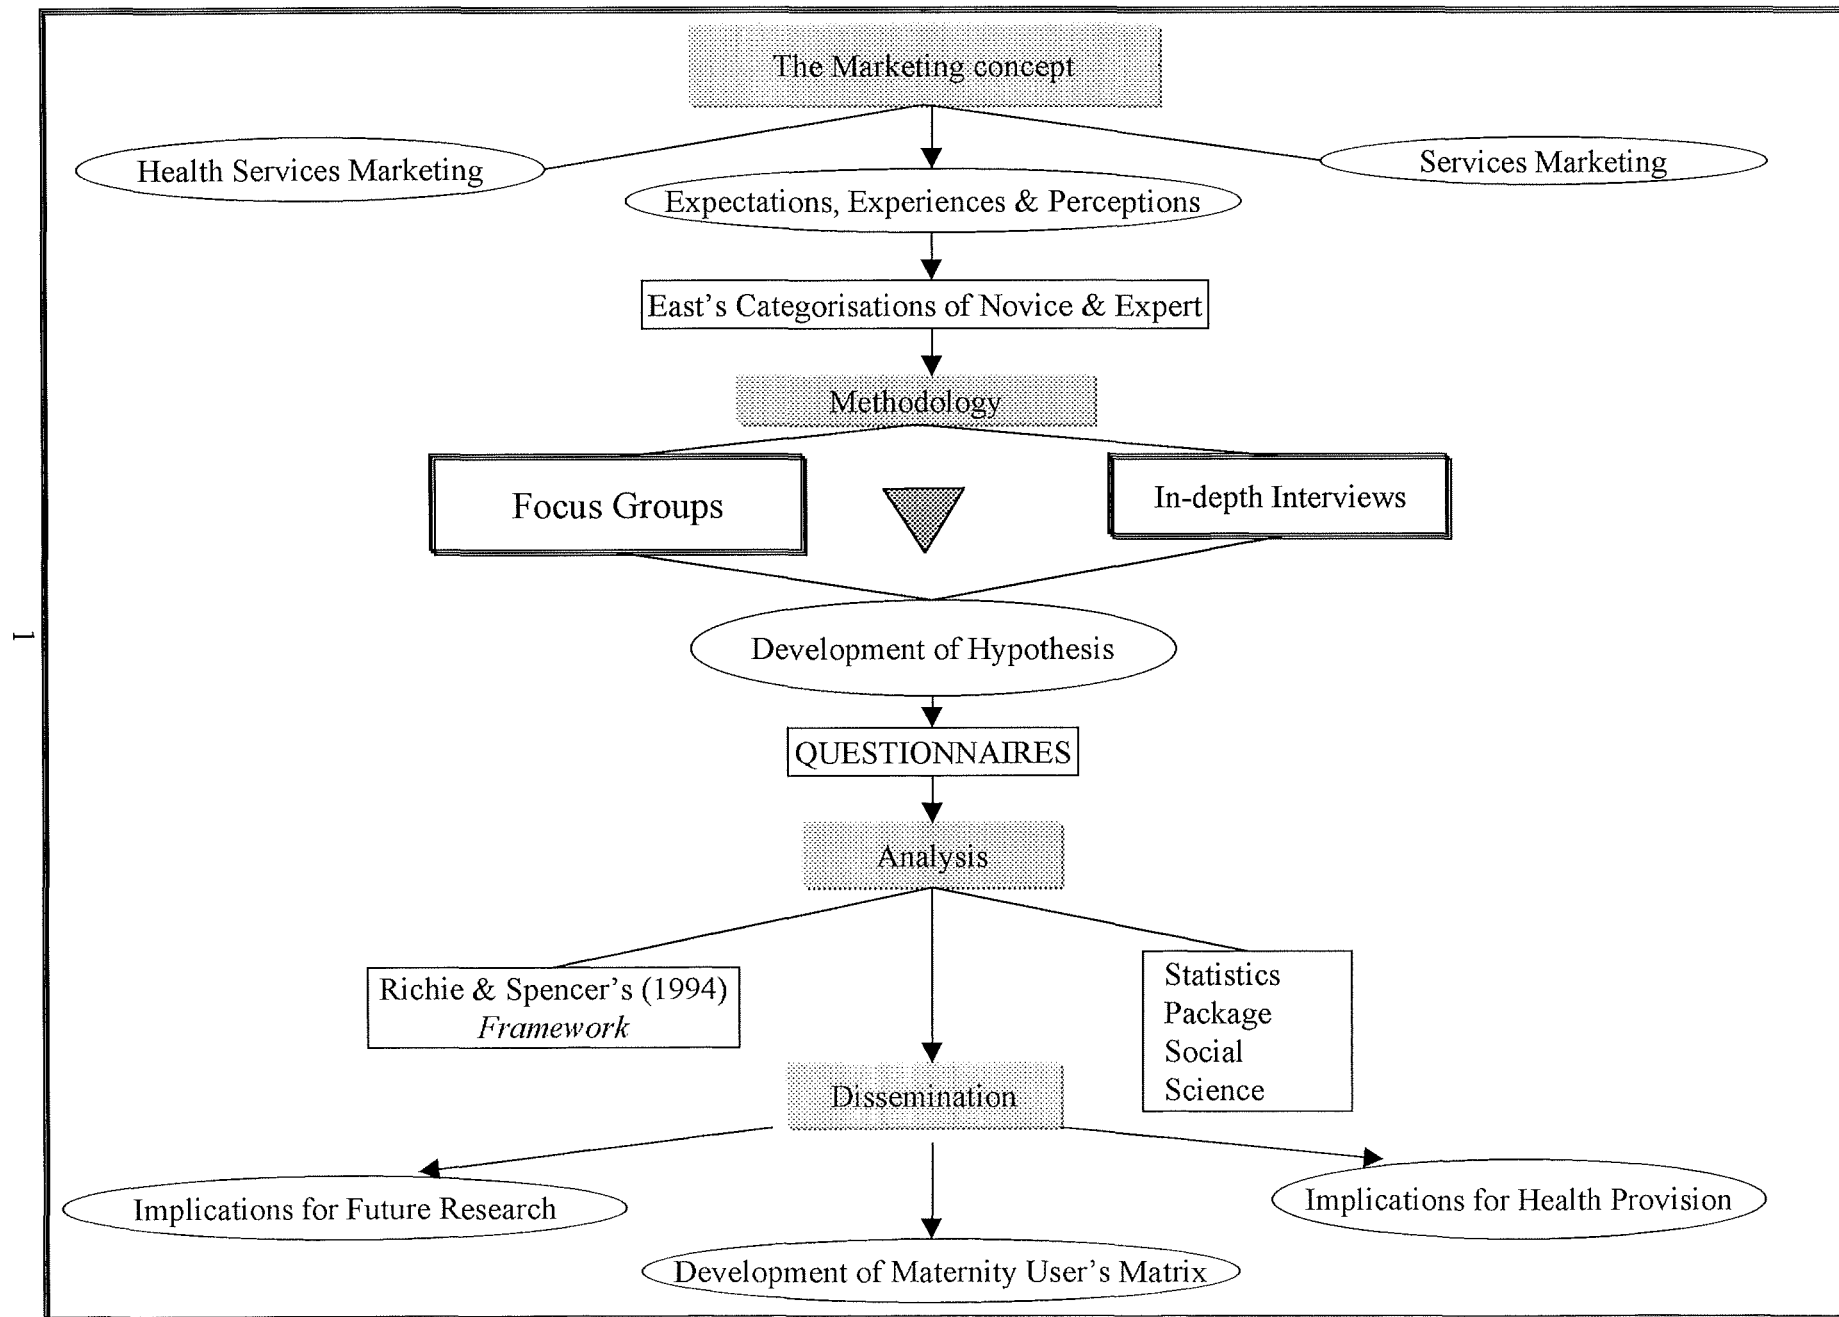 The Marketing concept
Health Services Marketing
Services Marketing
Expectations, Experiences & Perceptions
East's Categorisations of Novice & Expert
Methodology
Focus Groups
In-depth Interviews
Development of Hypothesis
1
QUESTIONNAIRES
Analysis
Richie & Spencer's (1994)
Framework
Statistics
Package
Social
Science
Dissemination
Implications for Future Research
Implications for Health Provision
Development of Maternity User's Matrix